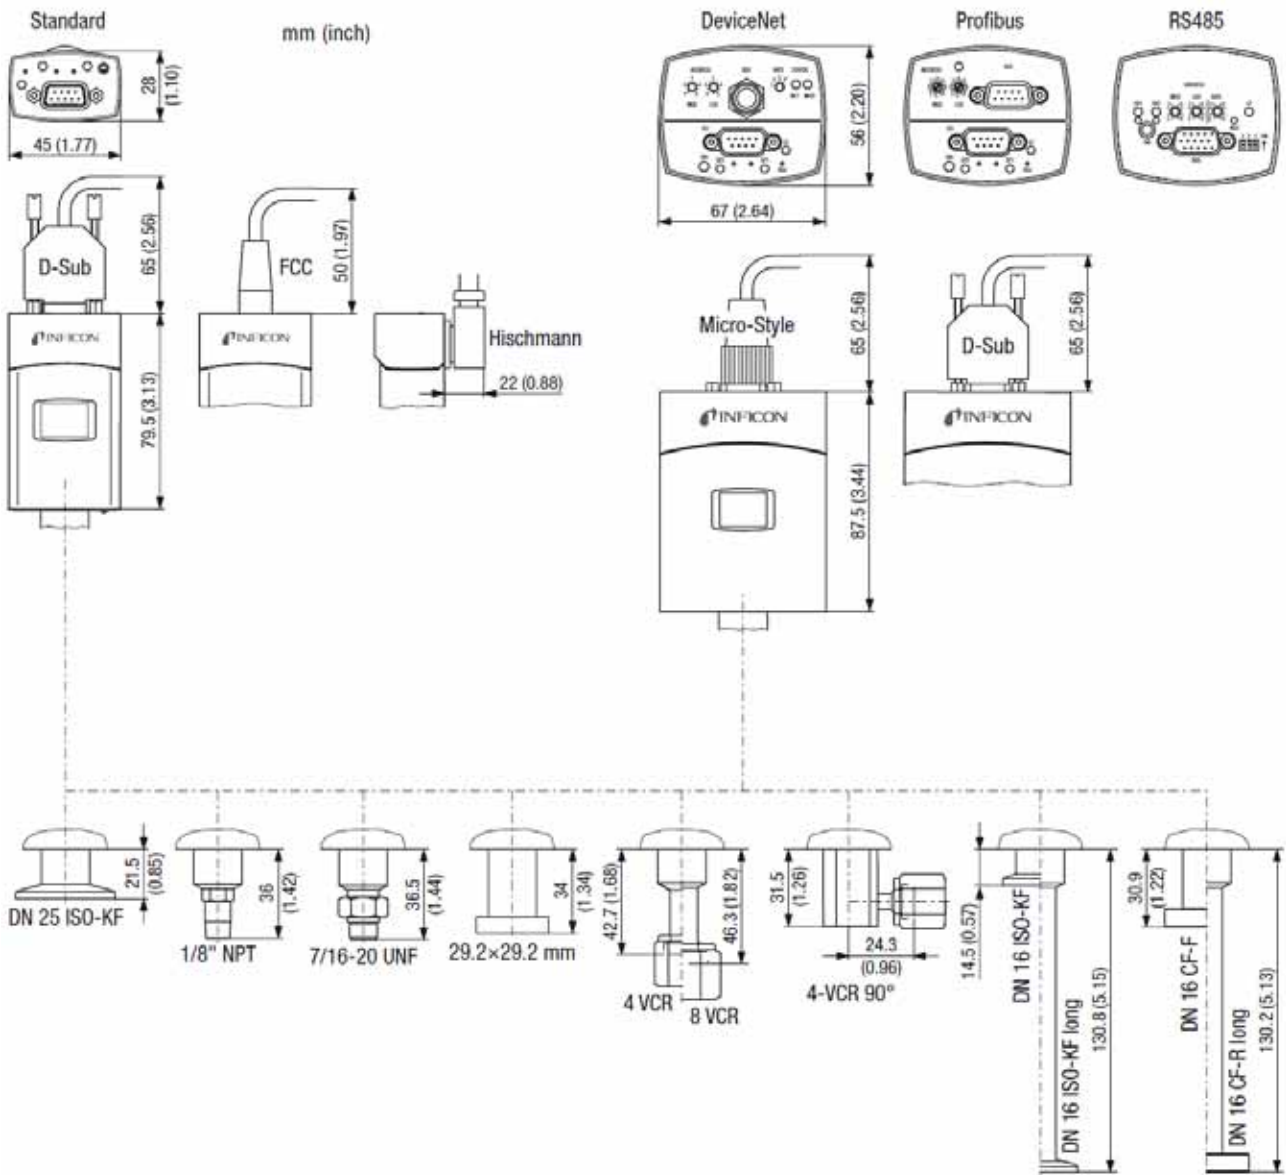 Standard
mm (inch)
DeviceNet
Profibus
RS485
28
(1.10)
45 (1.77)
56 (2.20)
67 (2.64)
D-Sub
65 (2.56)
FCC
50 (1.97)
INFICON
INFICON
Hischmann
22 (0.88)
79.5 (3.13)
Micro-Style
65 (2.56)
D-Sub
65 (2.56)
INFICON
INFICON
87.5 (3.44)
21.5
(0.85)
DN 25 ISO-KF
36
(1.42)
1/8" NPT
36.5
(1.44)
7/16-20 UNF
34
(1.34)
29.2×29.2 mm
42.7 (1.68)
46.3 (1.82)
4 VCR
8 VCR
31.5
(1.26)
24.3
(0.96)
4-VCR 90°
14.5 (0.57)
DN 16 ISO-KF
DN 16 ISO-KF long
130.8 (5.15)
30.9
(1.22)
DN 16 CF-F
DN 16 CF-R long
130.2 (5.13)